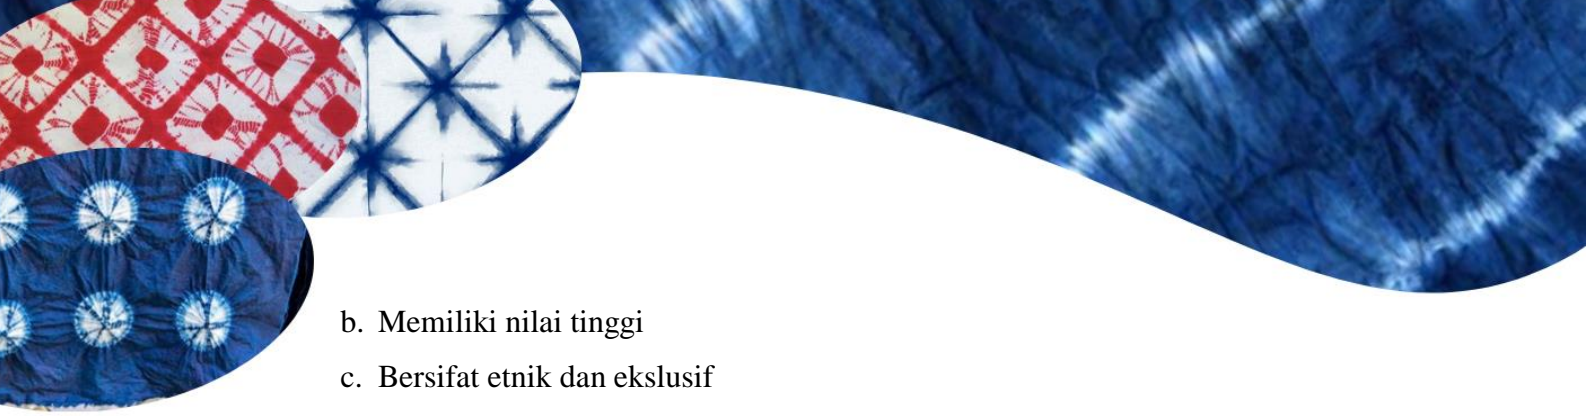 b. Memiliki nilai tinggi
c. Bersifat etnik dan ekslusif